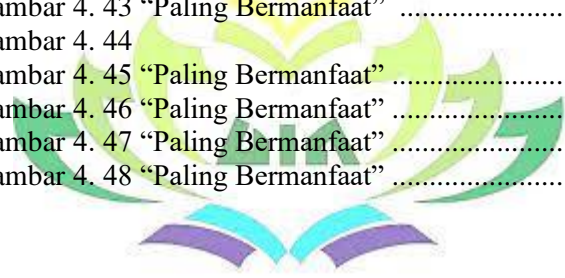 ambar 4. 43 “Paling Bermanfaat” ......................
ambar 4. 44
ambar 4. 45 “Paling Bermanfaat” .......................
ambar 4. 46 “Paling Bermanfaat” .......................
ambar 4. 47 “Paling Bermanfaat” .......................
ambar 4. 48 “Paling Bermanfaat” .......................